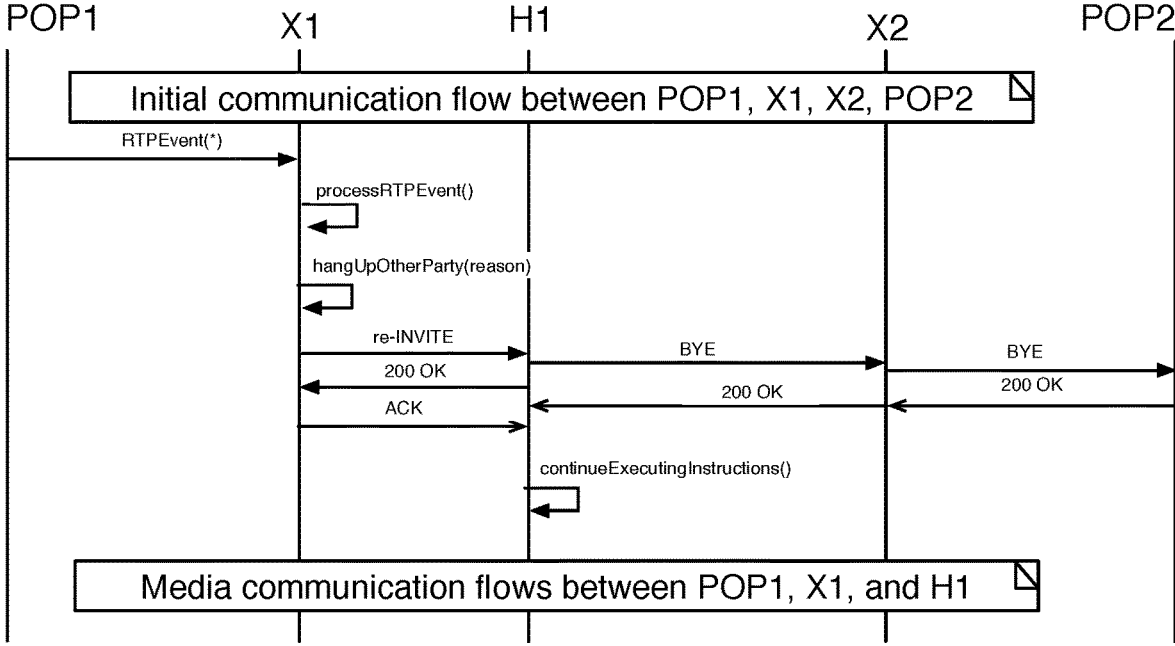 POP1
X1
H1
X2
POP2
Initial communication flow between POP1, X1, X2, POP2
RTPEvent(*)
processRTPEvent()
hangUpOtherParty(reason)
re-INVITE
BYE
BYE
200 OK
200 OK
200 OK
ACK
continueExecutingInstructions()
Media communication flows between POP1, X1, and H1